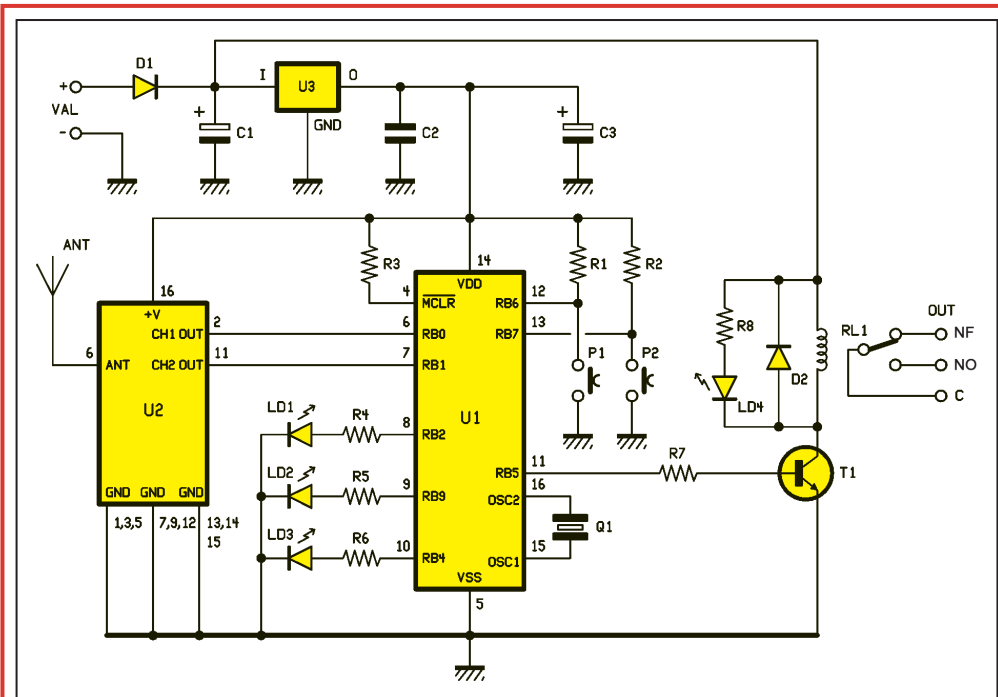 D1
I
U3
O
+
VAL
-
+
C1
GND
C2
+
C3
ANT
R3
R1
R2
16
+V
4
14
VDD
MCLR
RB6
12
CH1 OUT
2
6
RB0
RB7
13
6
ANT
CH2 OUT
11
7
RB1
P1
P2
R8
LD4
D2
RL1
OUT
NF
NO
C
U2
U1
LD1
R4
8
RB2
LD2
R5
9
RB9
RB5
11
R7
T1
OSC2
16
LD3
R6
10
RB4
OSC1
15
Q1
GND
GND
GND
1,3,5
7,9,12
13,14
15
VSS
5